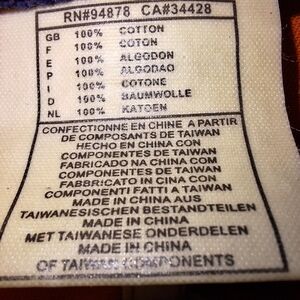 RN#94878 CA#34428
GB 100% COTTON
F 100% COTON
E 100% ALGODON
P 100% ALGODAO
I 100% COTONE
D 100% BAUMWOLLE
NL 100% KATOEN
CONFECTIONNE EN CHINE A PARTIR
DE COMPOSANTS DE TAIWAN
HECHO EN CHINA CON
COMPONENTES DE TAIWAN
FABRICADO NA CHINA COM
COMPONENTES DE TAIWAN
FABBRICATO IN CINA CON
COMPONENTI FATTI A TAIWAN
MADE IN CHINA AUS
TAIWANESISCHEN BESTANDTEILEN
MADE IN CHINA
MET TAIWANESE ONDERDELEN
MADE IN CHINA
OF TAIWAN COMPONENTS